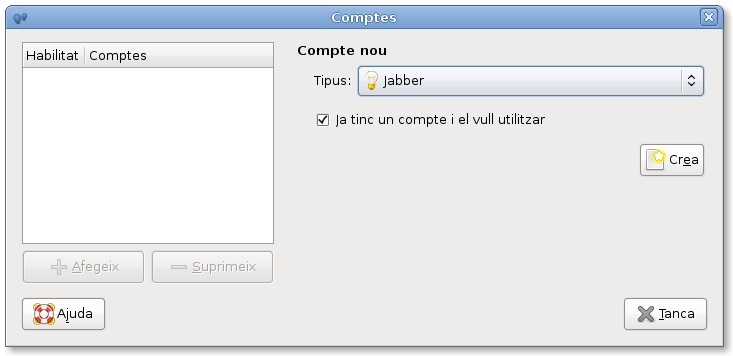 Comptes
Habilitat Comptes
Compte nou
Tipus: Jabber
Ja tinc un compte i el vull utilitzar
Crea
Afegeix Suprimeix
Ajuda Tanca